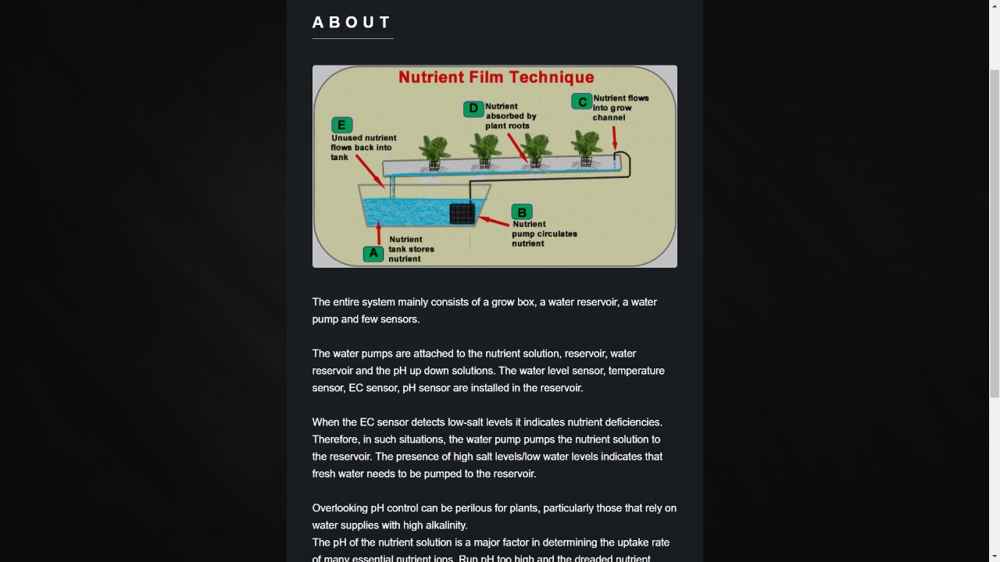 ABOUT
Nutrient Film Technique
C
Nutrient flows
into grow
channel
D
Nutrient
absorbed by
plant roots
E
Unused nutrient
flows back into
tank
B
Nutrient
pump circulates
nutrient
A
Nutrient
tank stores
nutrient
The entire system mainly consists of a grow box, a water reservoir, a water
pump and few sensors.
The water pumps are attached to the nutrient solution, reservoir, water
reservoir and the pH up down solutions. The water level sensor, temperature
sensor, EC sensor, pH sensor are installed in the reservoir.
When the EC sensor detects low-salt levels it indicates nutrient deficiencies.
Therefore, in such situations, the water pump pumps the nutrient solution to
the reservoir. The presence of high salt levels/low water levels indicates that
fresh water needs to be pumped to the reservoir.
Overlooking pH control can be perilous for plants, particularly those that rely on
water supplies with high alkalinity.
The pH of the nutrient solution is a major factor in determining the uptake rate
of many essential nutrient ions. Run pH too high and the dreaded nutrient